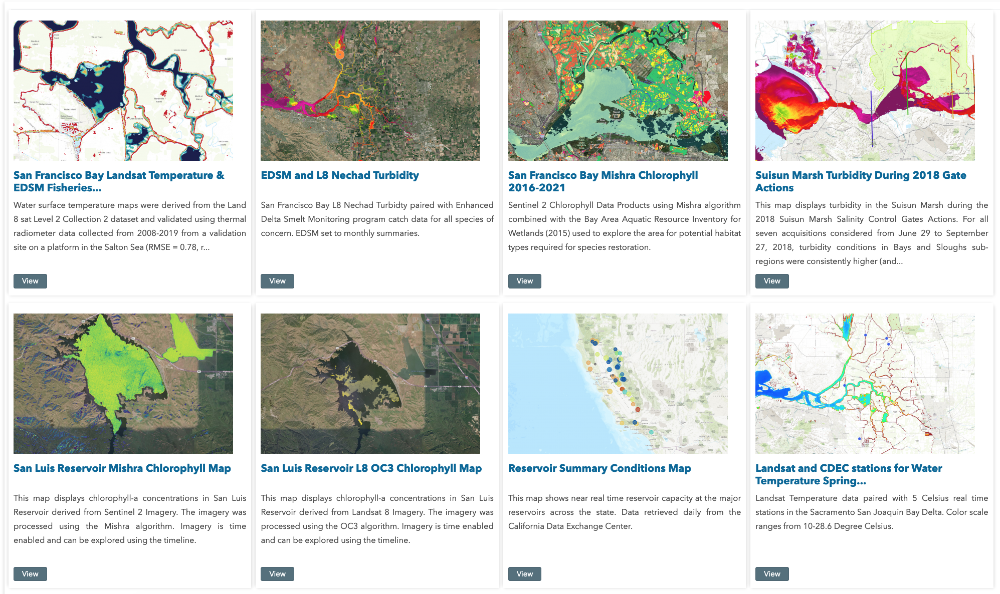 San Francisco Bay Landsat Temperature &
EDSM Fisheries...
Water surface temperature maps were derived from the Land
8 sat Level 2 Collection 2 dataset and validated using thermal
radiometer data collected from 2008-2019 from a validation
site on a platform in the Salton Sea (RMSE = 0.78, r...
View
EDSM and L8 Nechad Turbidity
San Francisco Bay L8 Nechad Turbidty paired with Enhanced
Delta Smelt Monitoring program catch data for all species of
concern. EDSM set to monthly summaries.
View
Benicia
Bay Point
San Francisco Bay Mishra Chlorophyll
2016-2021
Sentinel 2 Chlorophyll Data Products using Mishra algorithm
combined with the Bay Area Aquatic Resource Inventory for
Wetlands (2015) used to explore the area for potential habitat
types required for species restoration.
View
Suisun Marsh Turbidity During 2018 Gate
Actions
This map displays turbidity in the Suisun Marsh during the
2018 Suisun Marsh Salinity Control Gates Actions. For all
seven acquisitions considered from June 29 to September
27, 2018, turbidity conditions in Bays and Sloughs sub-
regions were consistently higher (and...
View
San Luis Reservoir Mishra Chlorophyll Map
This map displays chlorophyll-a concentrations in San Luis
Reservoir derived from Sentinel 2 Imagery. The imagery was
processed using the Mishra algorithm. Imagery is time
enabled and can be explored using the timeline.
View
San Luis Reservoir L8 OC3 Chlorophyll Map
This map displays chlorophyll-a concentrations in San Luis
Reservoir derived from Landsat 8 Imagery. The imagery was
processed using the OC3 algorithm. Imagery is time enabled
and can be explored using the timeline.
View
Reservoir Summary Conditions Map
This map shows near real time reservoir capacity at the major
reservoirs across the state. Data retrieved daily from the
California Data Exchange Center.
View
Landsat and CDEC stations for Water
Temperature Spring...
Landsat Temperature data paired with 5 Celsius real time
stations in the Sacramento San Joaquin Bay Delta. Color scale
ranges from 10-28.6 Degree Celsius.
View